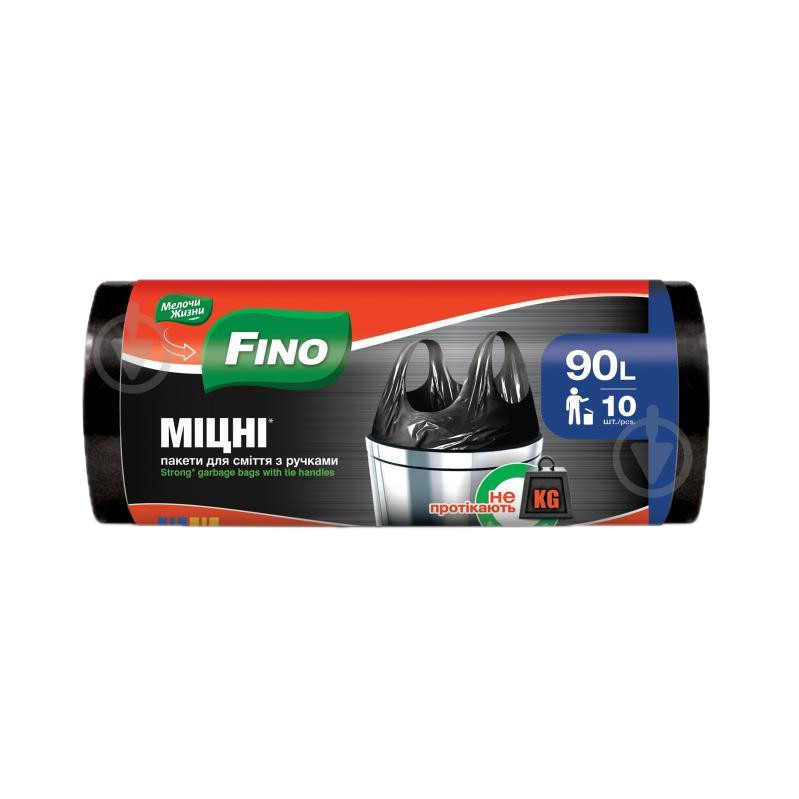 Мелочи
Жизни
FINO
МІЦНІ*
пакети для сміття з ручками
Strong* garbage bags with tie handles
90L
10
шт./pcs.
не
протікають
KG